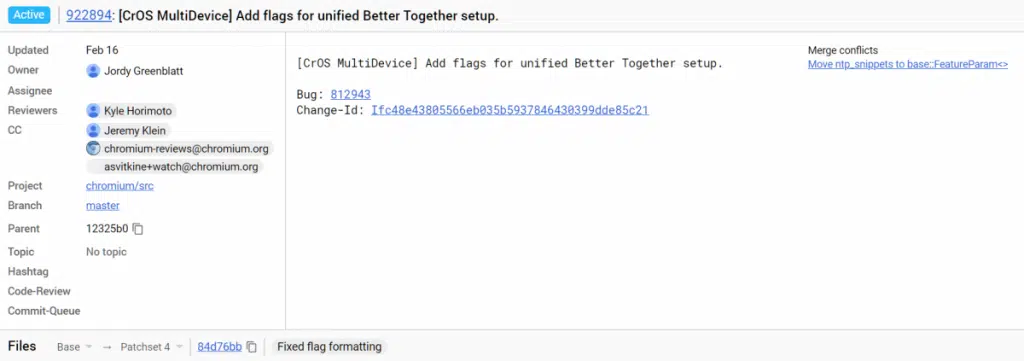 Active 922894: [CrOS MultiDevice] Add flags for unified Better Together setup.
Updated Feb 16
Owner Jordy Greenblatt
Assignee
Reviewers Kyle Horimoto
CC Jeremy Klein
chromium-reviews@chromium.org
asvitkine+watch@chromium.org
Project chromium/src
Branch master
Parent 12325b0
Topic No topic
Hashtag
Code-Review
Commit-Queue
[CrOS MultiDevice] Add flags for unified Better Together setup.
Bug: 812943
Change-Id: Ifc48e43805566eb035b5937846430399dde85c21
Merge conflicts
Move ntp_snippets to base::FeatureParam<>
Files Base → Patchset 4 84d76bb Fixed flag formatting